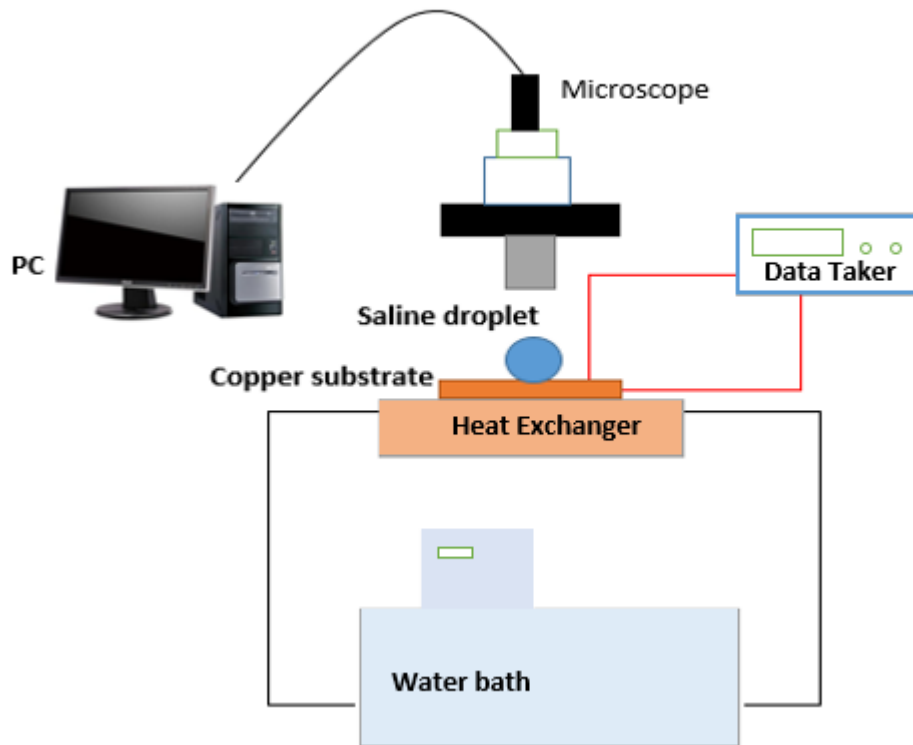 Microscope
PC
Data Taker
Saline droplet
Copper substrate
Heat Exchanger
Water bath